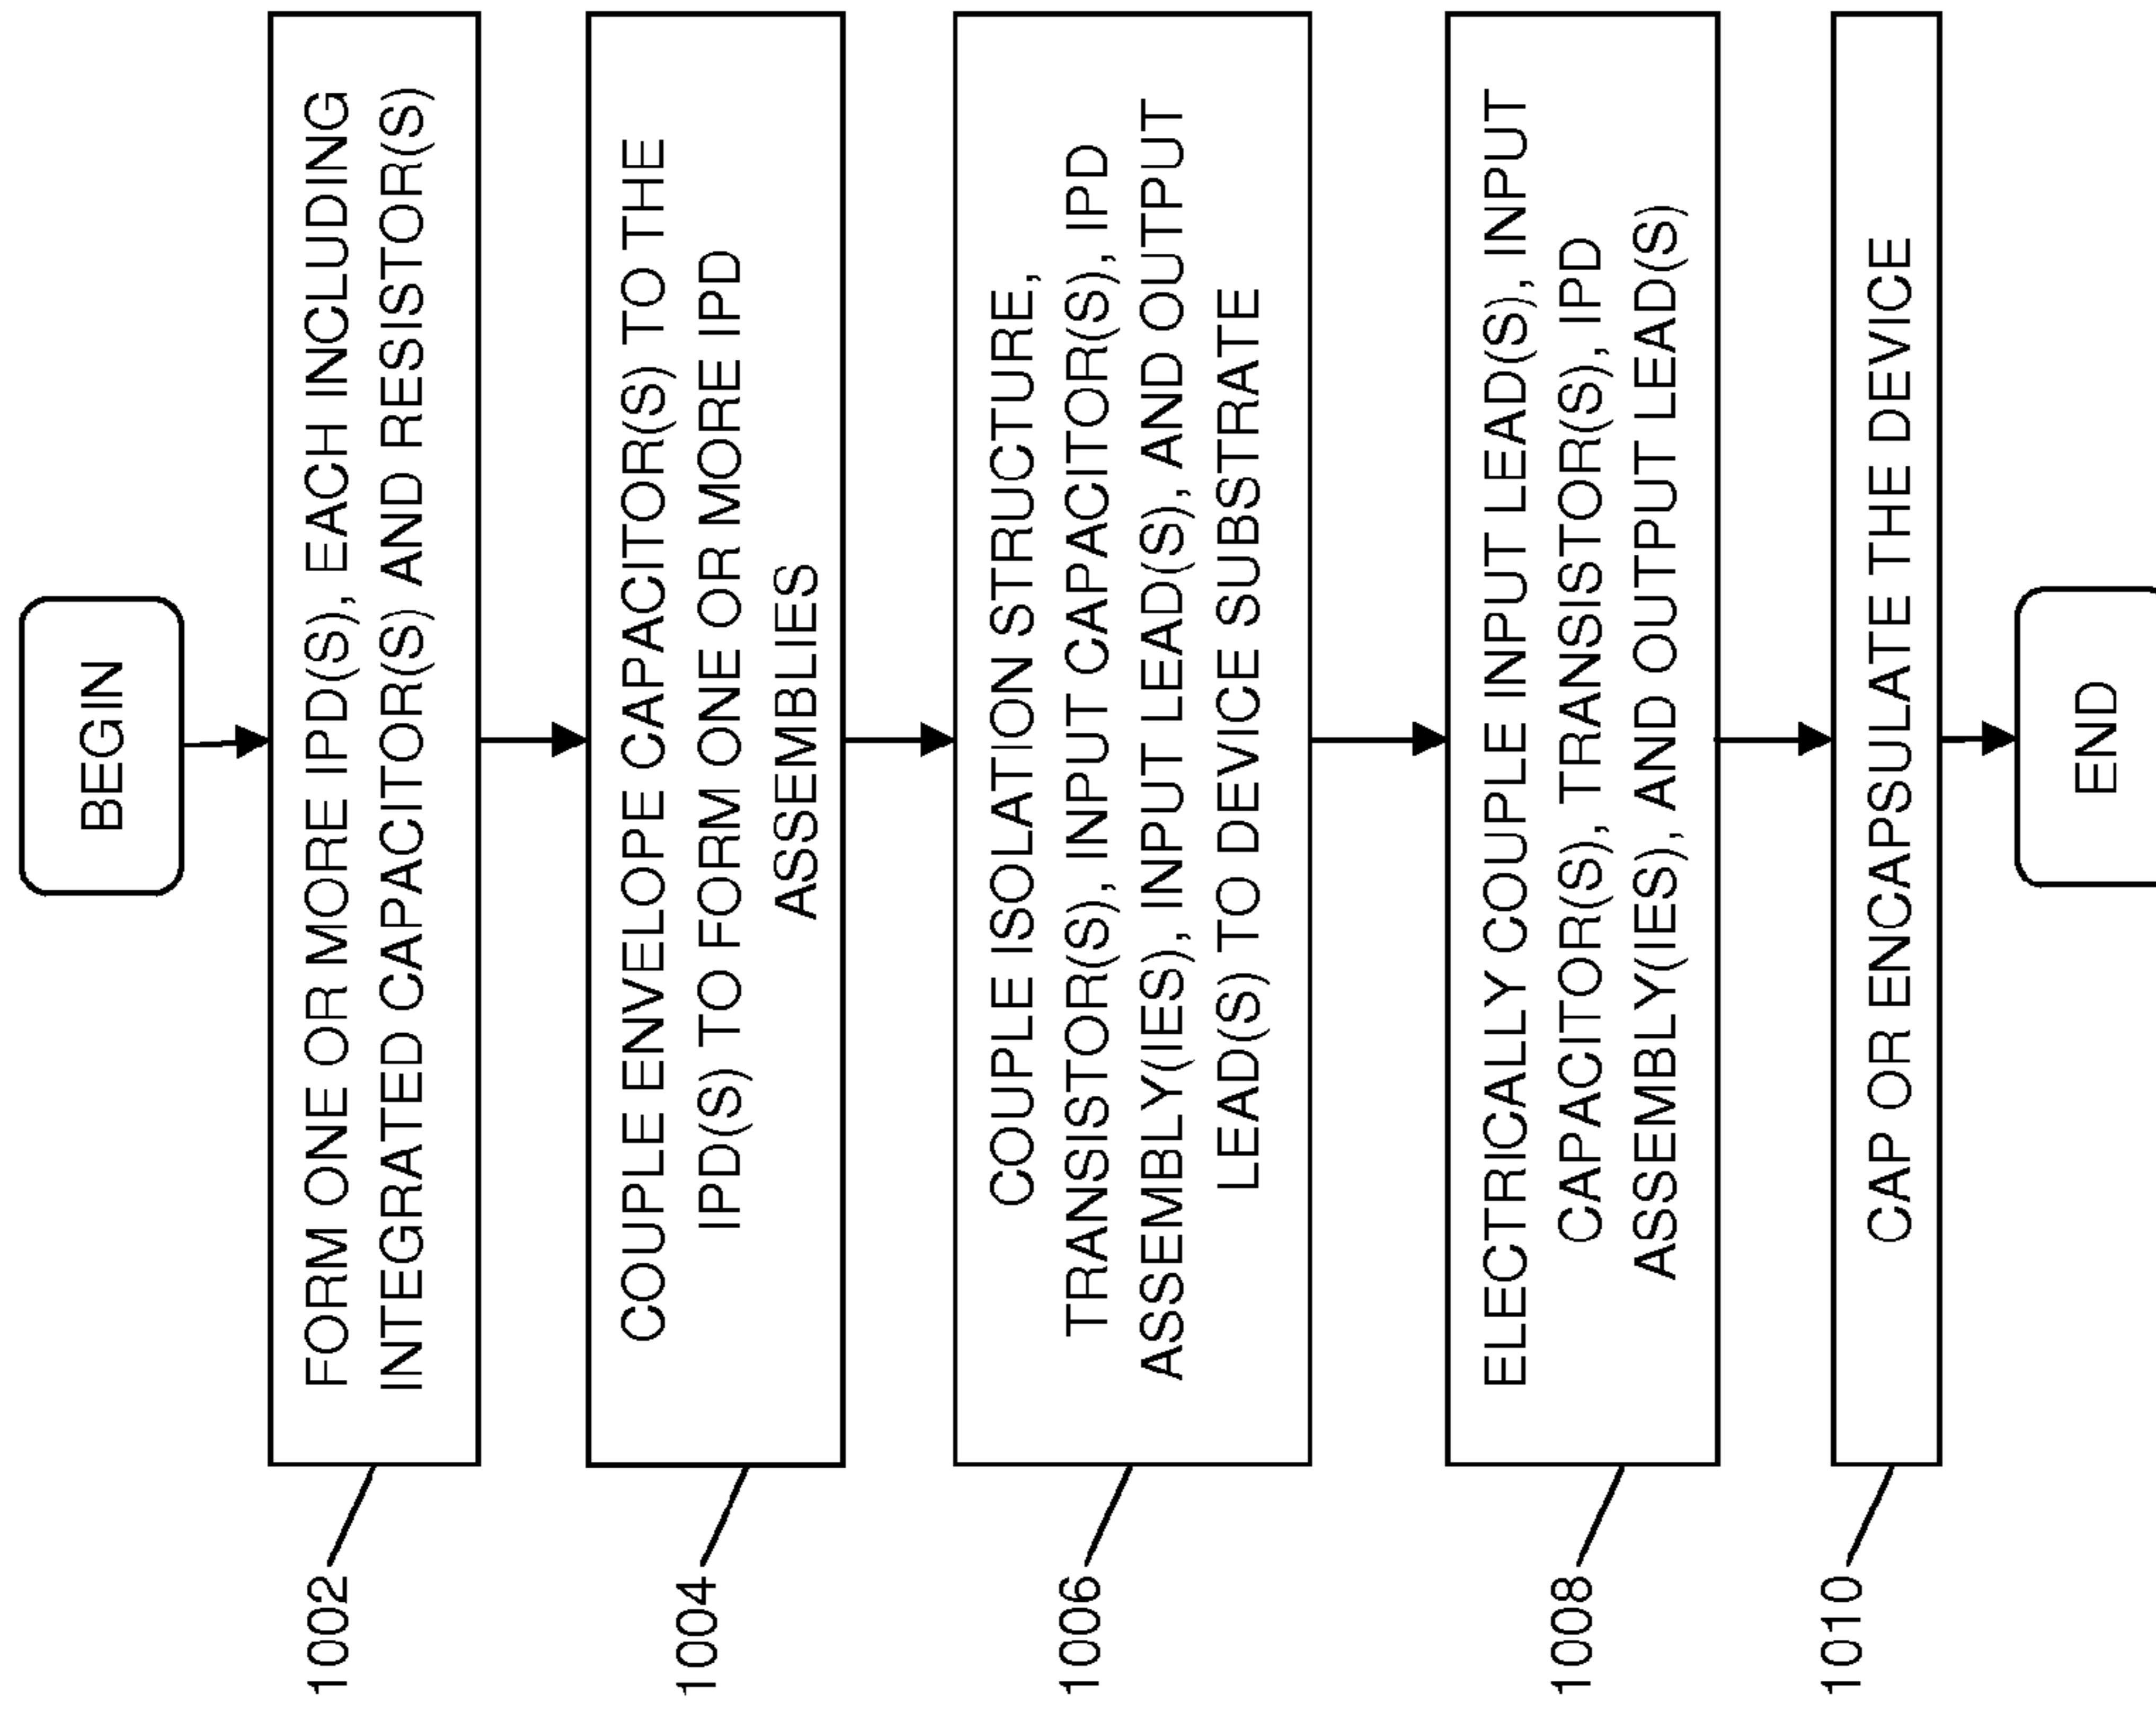 BEGIN
1002
FORM ONE OR MORE IPD(S), EACH INCLUDING
INTEGRATED CAPACITOR(S) AND RESISTOR(S)
1004
COUPLE ENVELOPE CAPACITOR(S) TO THE
IPD(S) TO FORM ONE OR MORE IPD
ASSEMBLIES
1006
COUPLE ISOLATION STRUCTURE,
TRANSISTOR(S), INPUT CAPACITOR(S), IPD
ASSEMBLY(IES), INPUT LEAD(S), AND OUTPUT
LEAD(S) TO DEVICE SUBSTRATE
1008
ELECTRICALLY COUPLE INPUT LEAD(S), INPUT
CAPACITOR(S), TRANSISTOR(S), IPD
ASSEMBLY(IES), AND OUTPUT LEAD(S)
1010
CAP OR ENCAPSULATE THE DEVICE
END